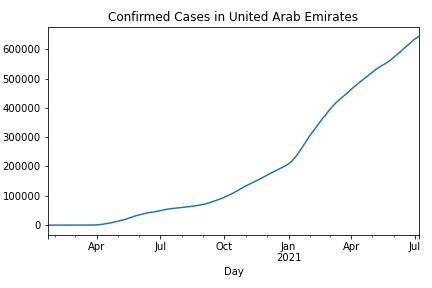 Confirmed Cases in United Arab Emirates
600000
500000
400000
300000
200000
100000
0
Apr Jul Oct Jan Apr Jul
2021
Day